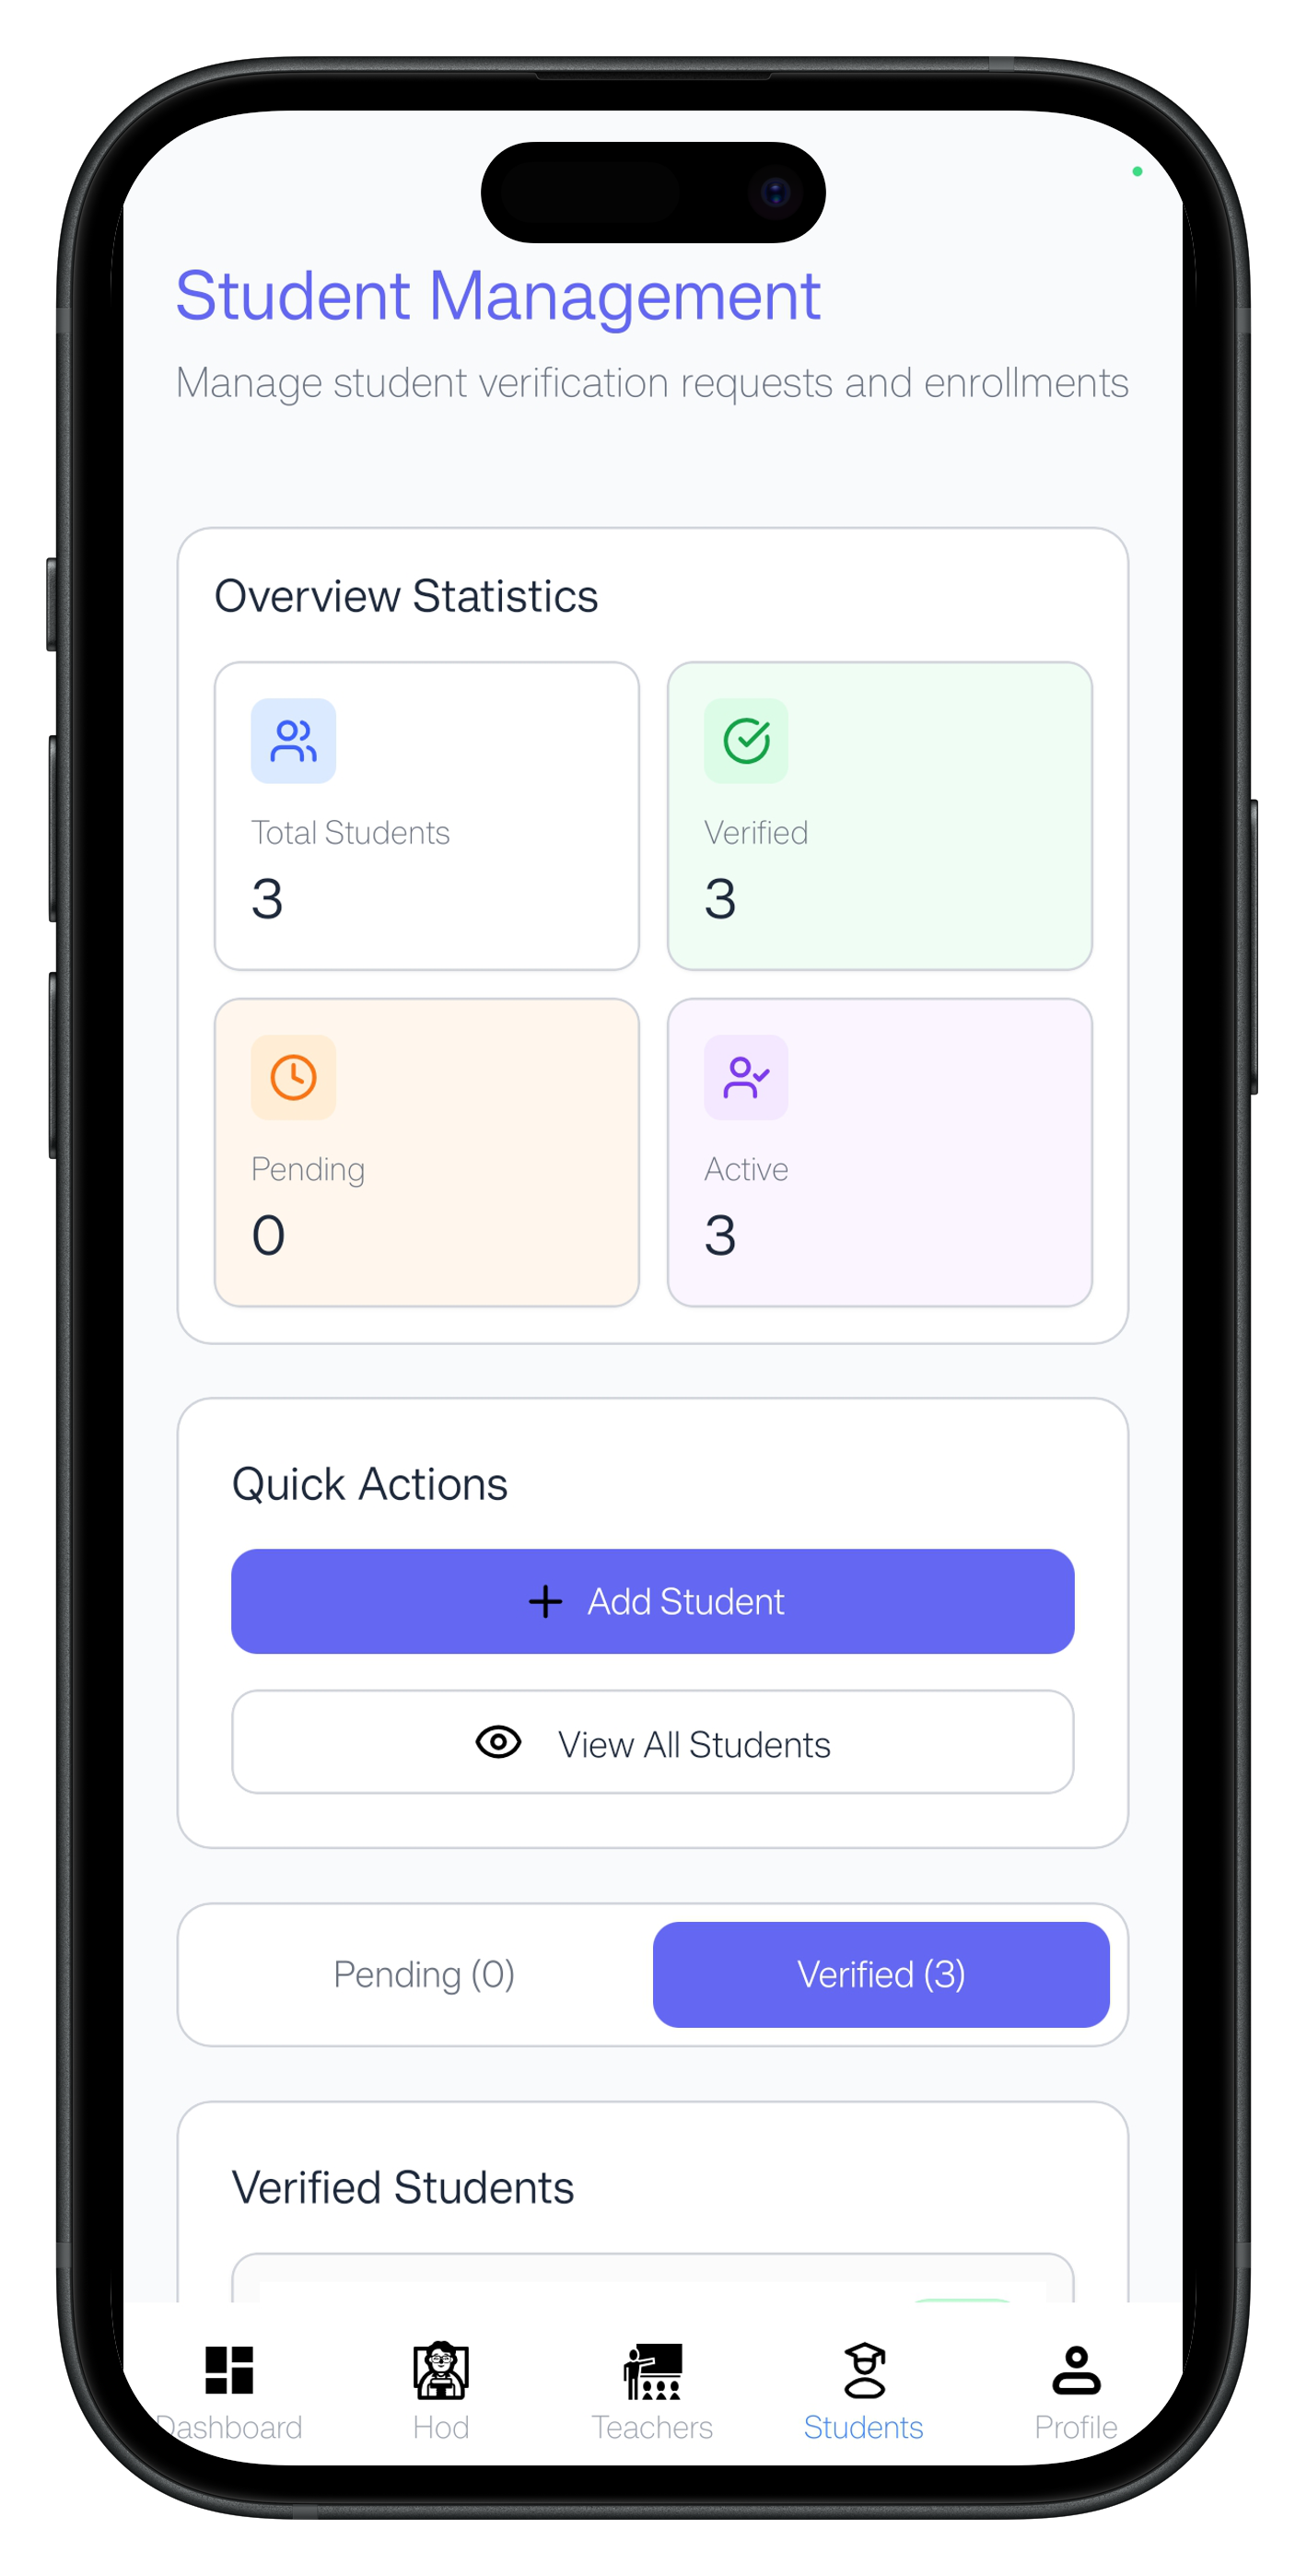 Student Management
Manage student verification requests and enrollments
Overview Statistics
Total Students
3
Verified
3
Pending
0
Active
3
Quick Actions
Add Student
View All Students
Pending (0)
Verified (3)
Verified Students
Dashboard
Hod
Teachers
Students
Profile